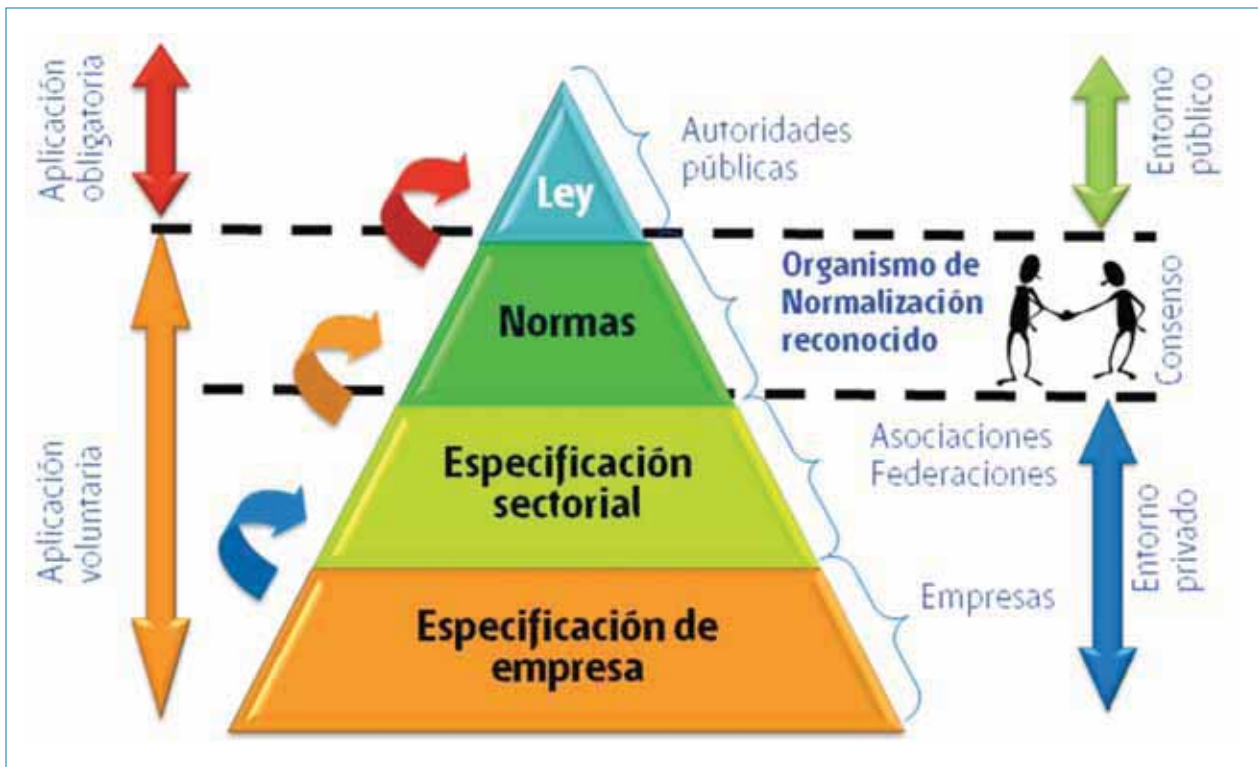 Aplicación
obligatoria
Aplicación
voluntaria
Ley
Normas
Especificación
sectorial
Especificación de
empresa
Autoridades
públicas
Organismo de
Normalización
reconocido
Asociaciones
Federaciones
Empresas
Entorno
público
Consenso
Entorno
privado